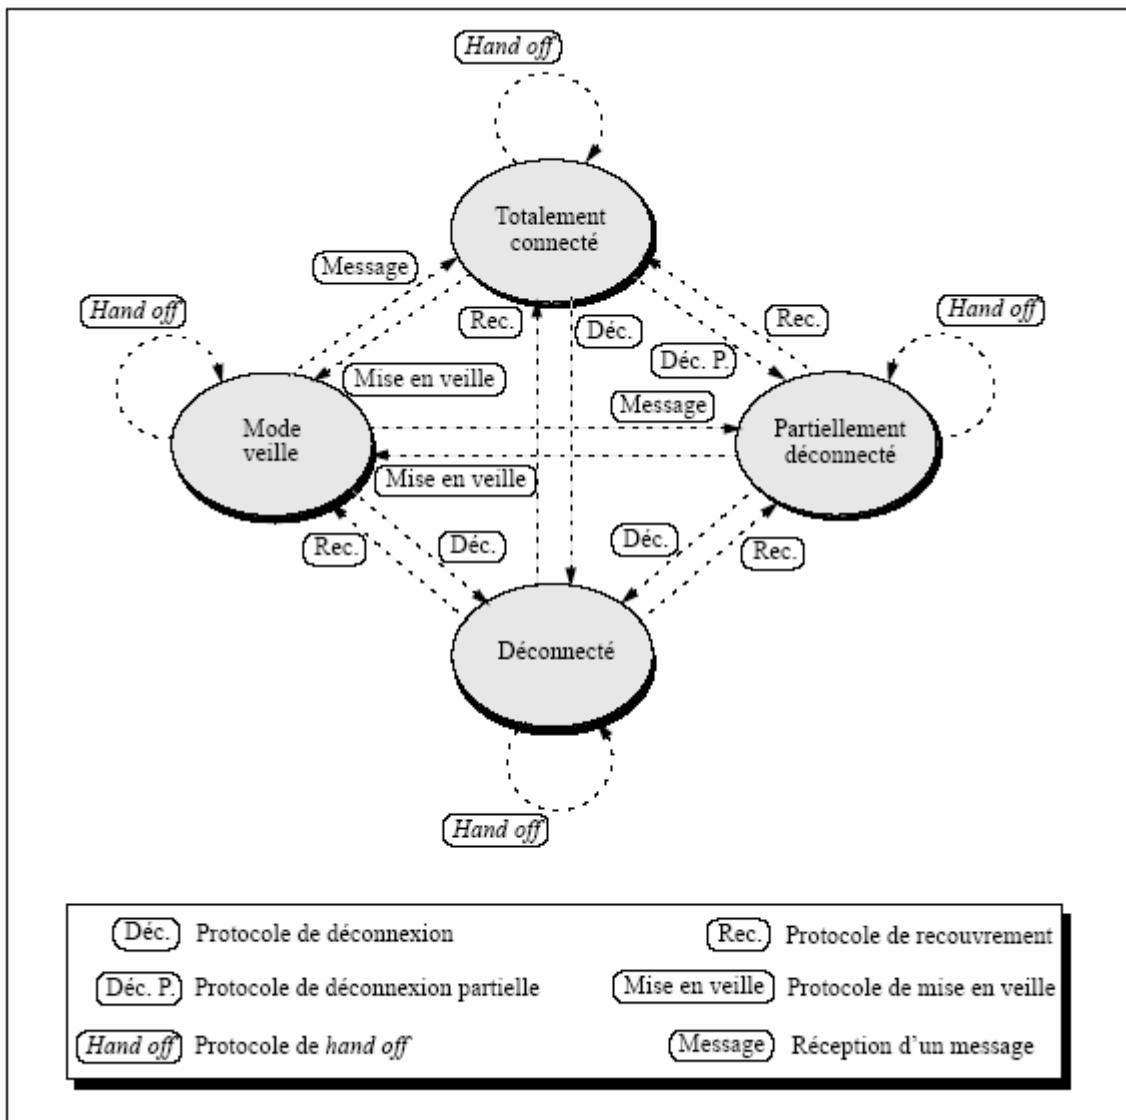 Hand off
Totalement
connecté
Message
Hand off
Rec.
Déc.
Rec.
Hand off
Déc. P.
Mise en veille
Message
Mode
veille
Partiellement
déconnecté
Mise en veille
Rec.
Déc.
Déc.
Rec.
Déconnecté
Hand off
Déc. Protocole de déconnexion
Rec. Protocole de recouvrement
Déc. P. Protocole de déconnexion partielle
Mise en veille Protocole de mise en veille
Hand off Protocole de hand off
Message Réception d'un message